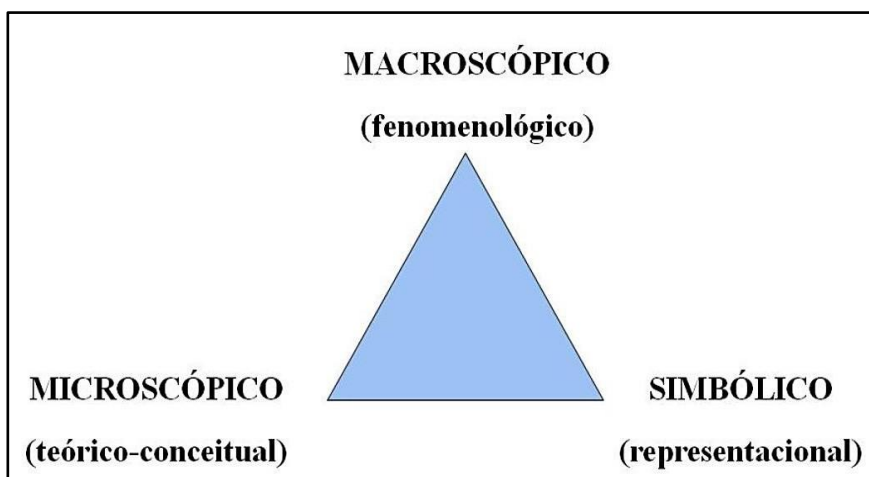 MACROSCÓPICO
(fenomenológico)
MICROSCÓPICO
(teórico-conceitual)
SIMBÓLICO
(representacional)